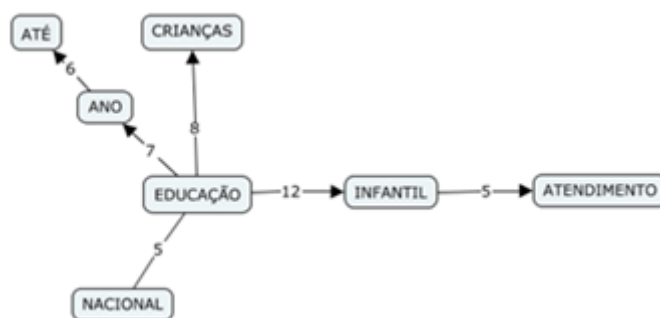 ATÉ
CRIANÇAS
6
ANO
7
8
EDUCAÇÃO
12
INFANTIL
5
ATENDIMENTO
5
NACIONAL